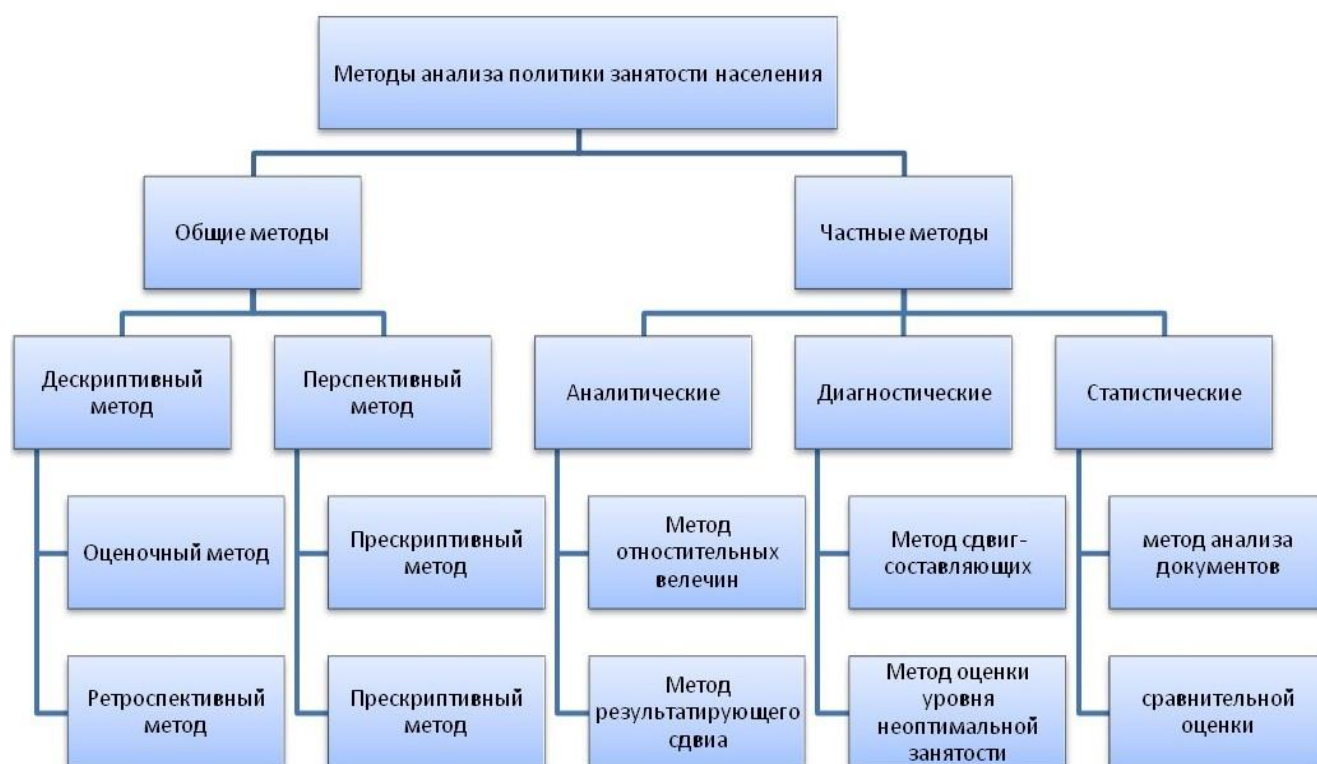 Методы анализа политики занятости населения
Общие методы
Частные методы
Дескриптивный
метод
Перспективный
метод
Аналитические
Диагностические
Статистические
Оценочный метод
Прескриптивный
метод
Метод
отностительных
велечин
Метод сдвиг-
составляющих
метод анализа
документов
Ретроспективный
метод
Прескриптивный
метод
Метод
результатирующего
сдвиа
Метод оценки
уровня
неоптимальной
занятости
сравнительной
оценки